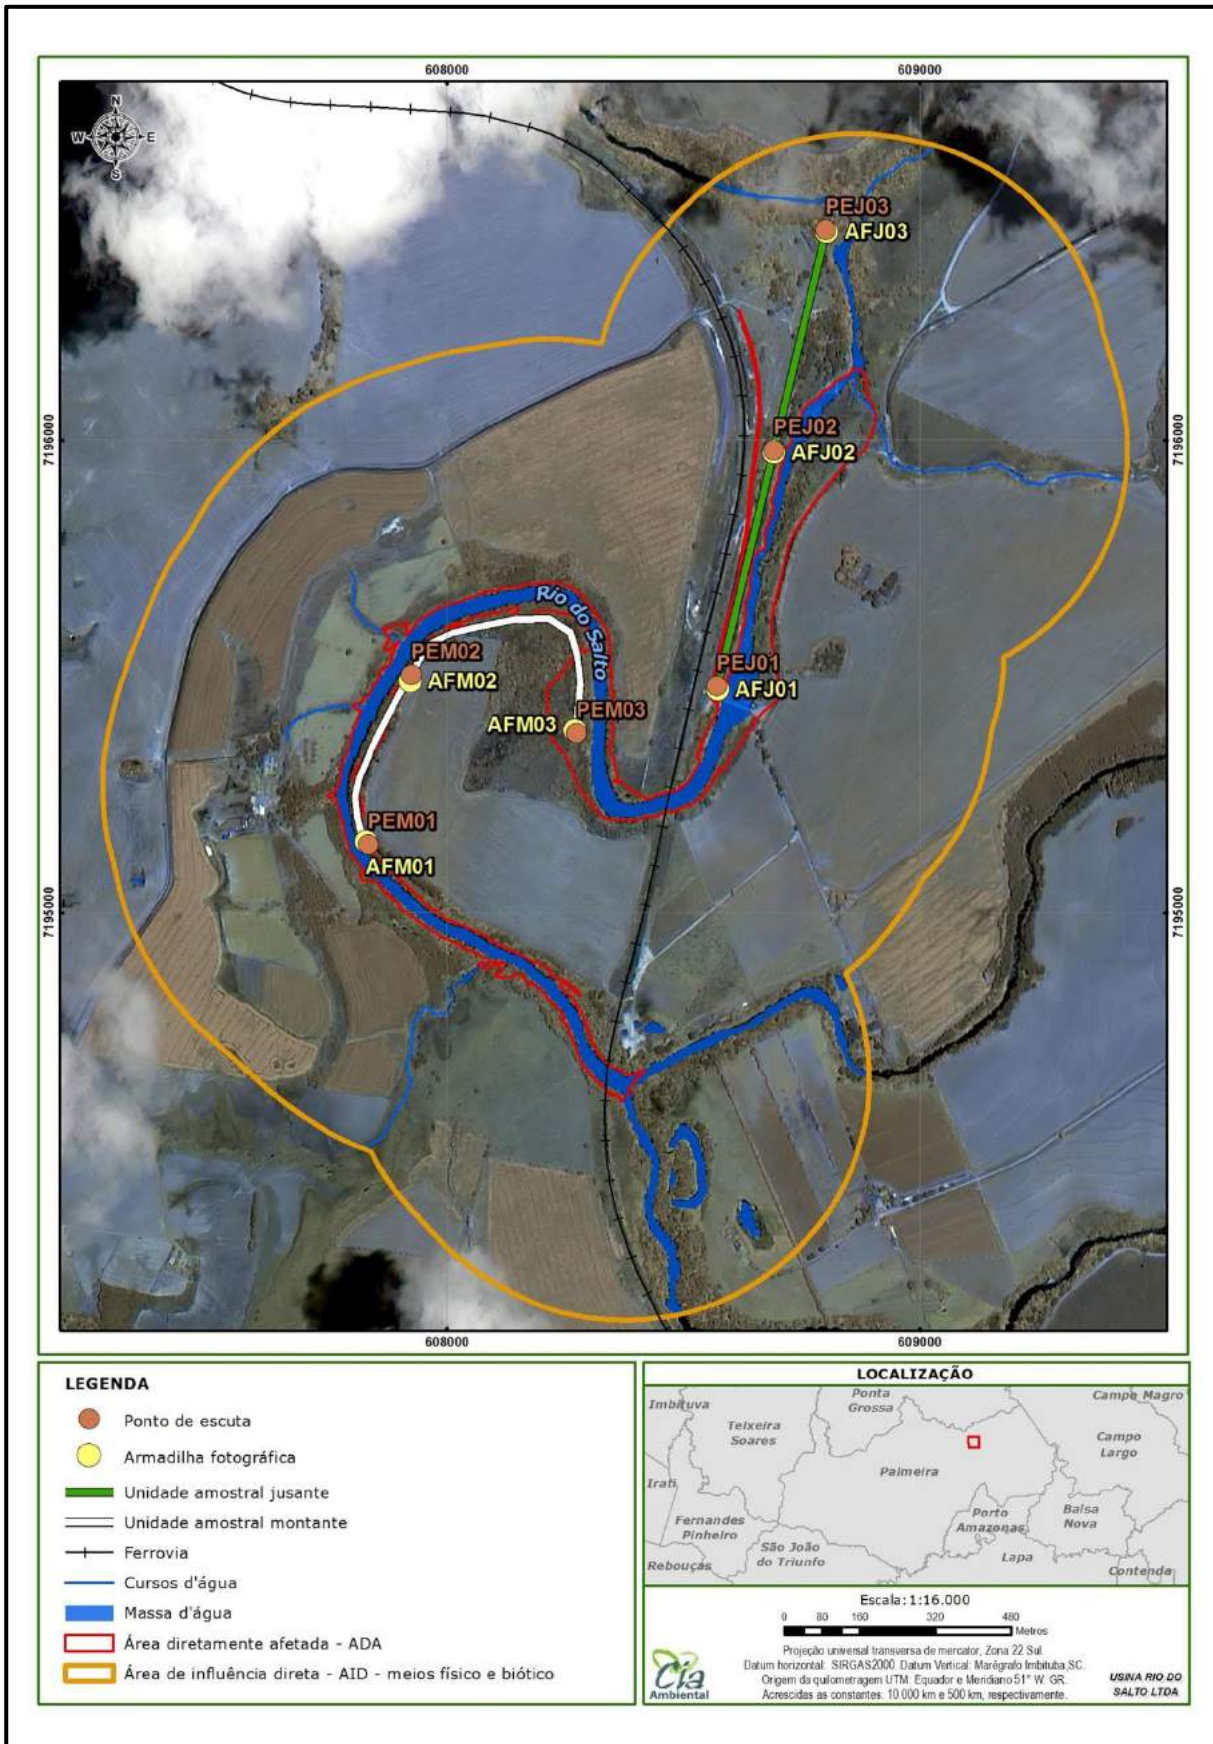 608000
609000
N
W
E
S
PEJ03
AFJ03
7196000
7196000
PEJ02
AFJ02
Rio do Salto
PEM02
AFM02
PEJ01
AFJ01
PEM03
AFM03
PEM01
AFM01
7195000
7195000
608000
609000
LEGENDA
Ponto de escuta
Armadilha fotográfica
Unidade amostral jusante
Unidade amostral montante
Ferrovia
Cursos d'água
Massa d'água
Área diretamente afetada - ADA
Área de influência direta - AID - meios físico e biótico
LOCALIZAÇÃO
Imbituva
Ponta
Grossa
Campo Magro
Teixeira
Soares
Campo
Largo
Palmeira
Irati
Fernandes
Pinheiro
Porto
Amazonas
Balsa
Nova
São João
do Triunfo
Rebouças
Lapa
Contenda
Escala: 1:16.000
0 80 160 320 480
Metros
Projeção universal transversa de mercator, Zona 22 Sul.
Datum horizontal: SIRGAS2000. Datum Vertical: Marégrafo Imbituba,SC.
Origem da quilometragem UTM: Equador e Meridiano 51° W. GR.
Acrescidas as constantes: 10.000 km e 500 km, respectivamente.
Cia
Ambiental
USINA RIO DO
SALTO LTDA